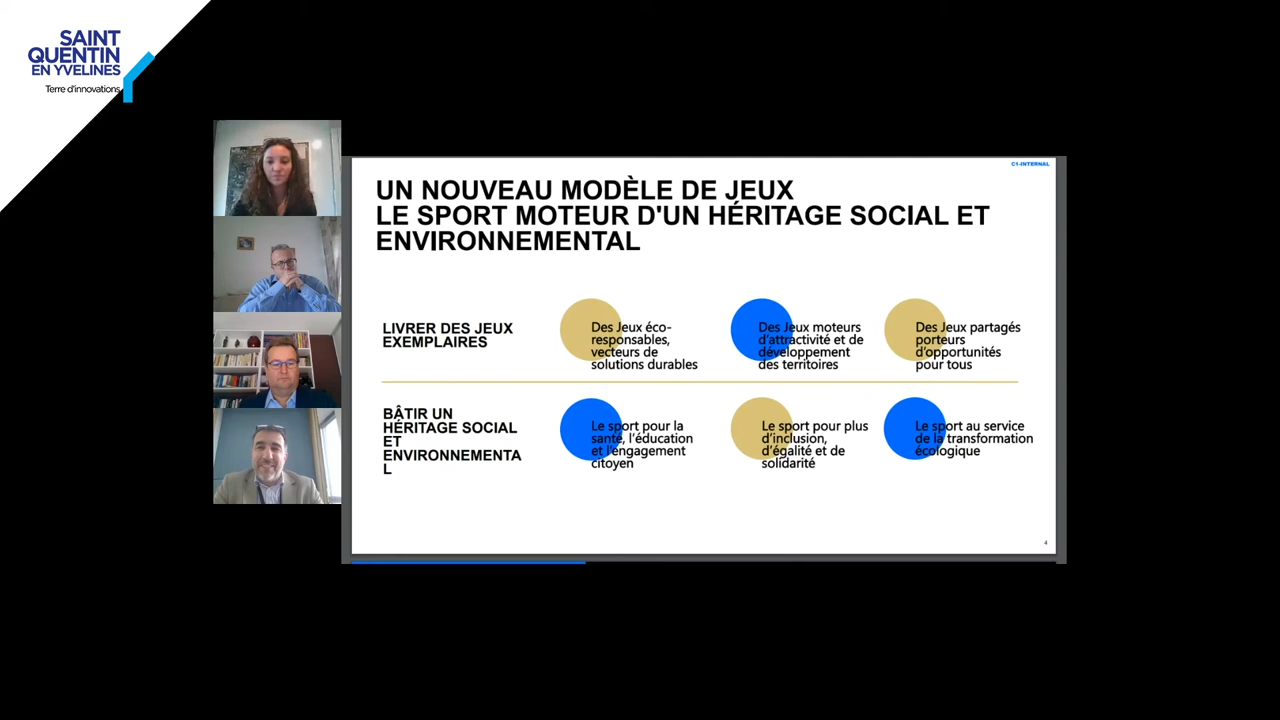 SAINT
QUENTIN
EN YVELINES
Terre d'innovations
C1-INTERNAL
UN NOUVEAU MODÈLE DE JEUX
LE SPORT MOTEUR D'UN HÉRITAGE SOCIAL ET
ENVIRONNEMENTAL
LIVRER DES JEUX
EXEMPLAIRES
Des Jeux éco-
responsables,
vecteurs de
solutions durables
Des Jeux moteurs
d'attractivité et de
développement
des territoires
Des Jeux partagés
porteurs
d'opportunités
pour tous
BÂTIR UN
HÉRITAGE SOCIAL
ET
ENVIRONNEMENTA
L
Le sport pour la
santé, l'éducation
et l'engagement
citoyen
Le sport pour plus
d'inclusion,
d'égalité et de
solidarité
Le sport au service
de la transformation
écologique
4